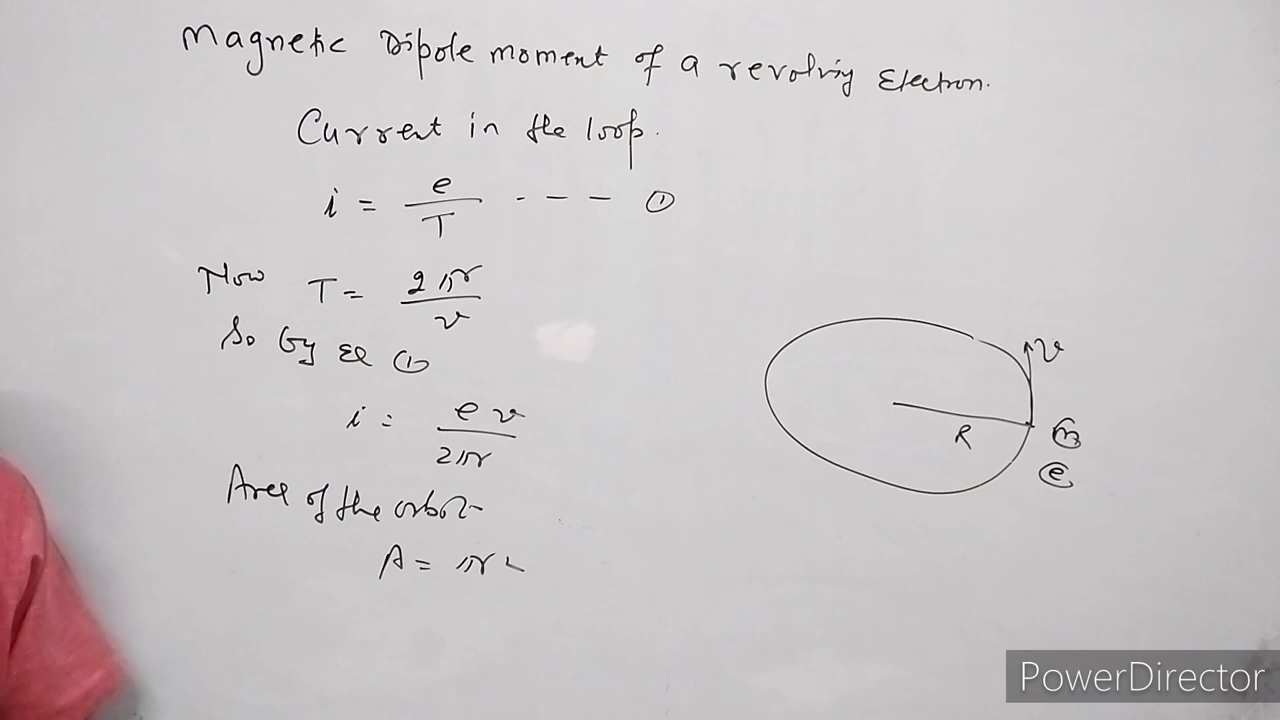 Magnetic Dipole moment of a revolving Electron.
Current in the loop.
i = e/T - - - - ①
Now T = 2πr/v
So by Eq ①
i = ev/2πr
Area of the orbit
A = πr²
v
R
m
e
PowerDirector